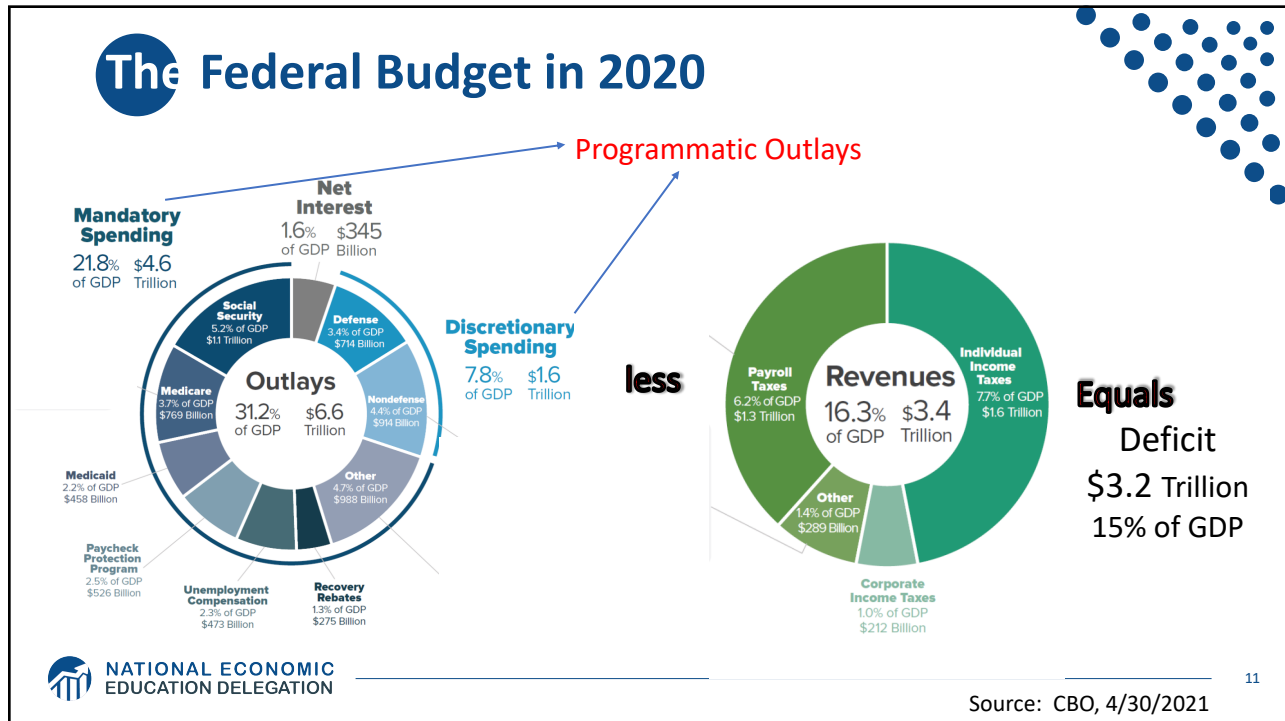 The Federal Budget in 2020
Programmatic Outlays
Net
Interest
1.6% $345
of GDP Billion
Mandatory
Spending
21.8% $4.6
of GDP Trillion
Social
Security
5.2% of GDP
$1.1 Trillion
Defense
3.4% of GDP
$714 Billion
Discretionary
Spending
7.8% $1.6
of GDP Trillion
Medicare
3.7% of GDP
$769 Billion
Outlays
31.2% $6.6
of GDP Trillion
Nondefense
4.4% of GDP
$914 Billion
Medicaid
2.2% of GDP
$458 Billion
Other
4.7% of GDP
$988 Billion
Paycheck
Protection
Program
2.5% of GDP
$526 Billion
Unemployment
Compensation
2.3% of GDP
$473 Billion
Recovery
Rebates
1.3% of GDP
$275 Billion
less
Payroll
Taxes
6.2% of GDP
$1.3 Trillion
Revenues
16.3% $3.4
of GDP Trillion
Individual
Income
Taxes
7.7% of GDP
$1.6 Trillion
Other
1.4% of GDP
$289 Billion
Corporate
Income Taxes
1.0% of GDP
$212 Billion
Equals
Deficit
$3.2 Trillion
15% of GDP
NATIONAL ECONOMIC
EDUCATION DELEGATION
11
Source: CBO, 4/30/2021